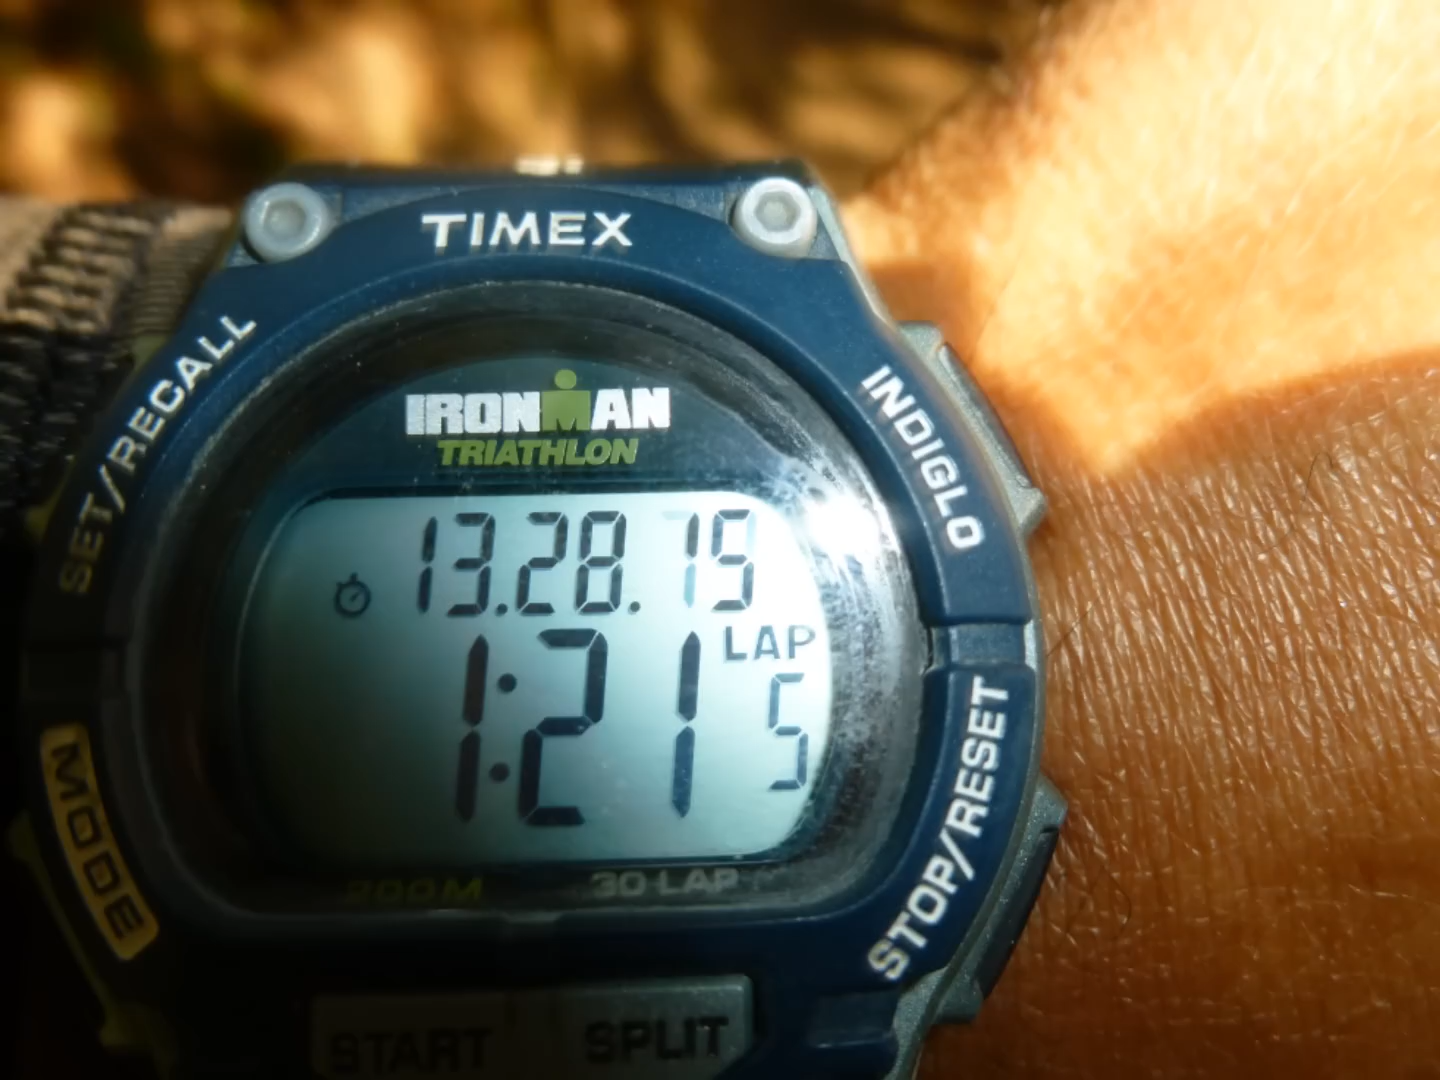 TIMEX
SET/RECALL
INDIGLO
IRONMAN
TRIATHLON
13.28.
1:21
LAP
5
200M
30 LAP
MODE
STOP/RESET
START
SPLIT